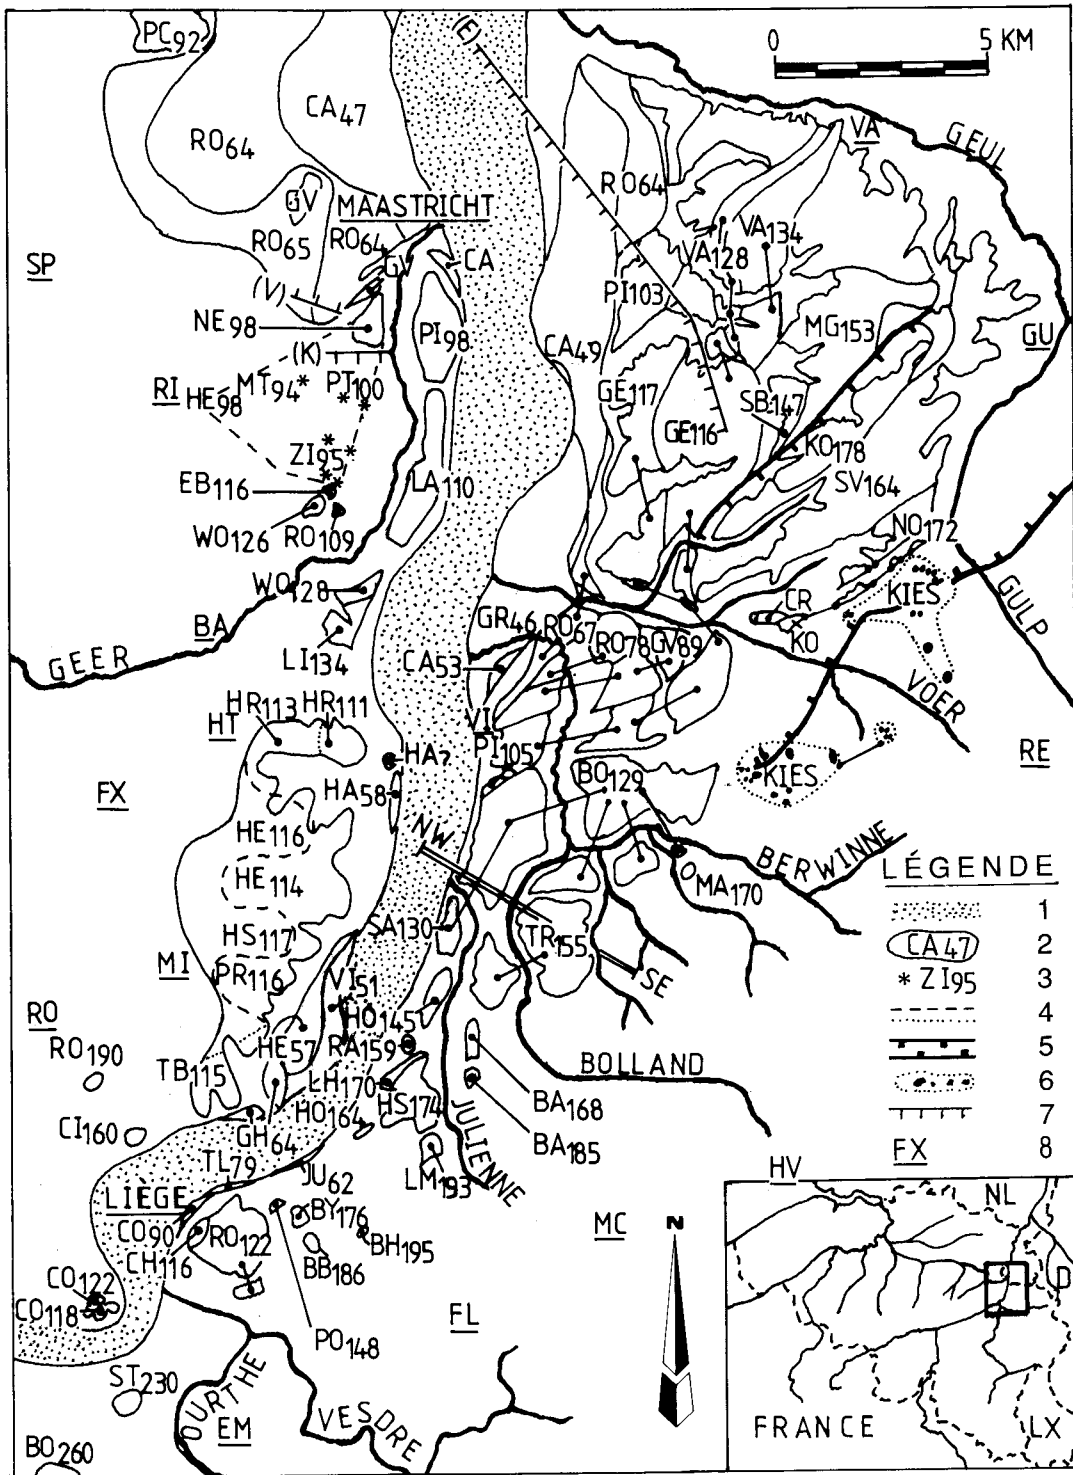 PC92
(E)
0 5 KM
CA47
RO64
VA
GEUL
RO64
GV
MAASTRICHT
RO65
RO64
GV
CA
VA134
VA128
SP
(V)
PI103
NE98
PI98
MG153
GU
(K)
CA49
MT94*
PT100
RI
HE98
GE117
SB147
GE116
KO178
ZI95
EB116
LA110
SV164
WO126
RO109
NO172
WO128
CR
KIES
GULP
BA
GR46
RO67
RO78
GV89
KO
GEER
LI134
CA53
VOER
HR113
HR111
HT
VI
PI105
RE
HA?
KIES
FX
HA58
BO129
HE116
NW
BERWINNE
LÉGENDE
HE114
OMA170
1
SA130
CA47 2
HS117
TR155
* ZI95 3
MI
PR116
SE
VI51
4
RO
HO145
5
RO190
HE57
RA159
BOLLAND
6
TB115
LH170
7
HO164
HS174
BA168
FX 8
CI160
GH64
JULIENNE
BA185
TL79
JU62
LM193
HV
LIÈGE
BY176
MC
N
NL
CO90
RO122
BH195
CH116
BB186
D
CO122
CO118
FL
PO148
ST230
OURTHE
EM
VESDRE
FRANCE
LX
BO260